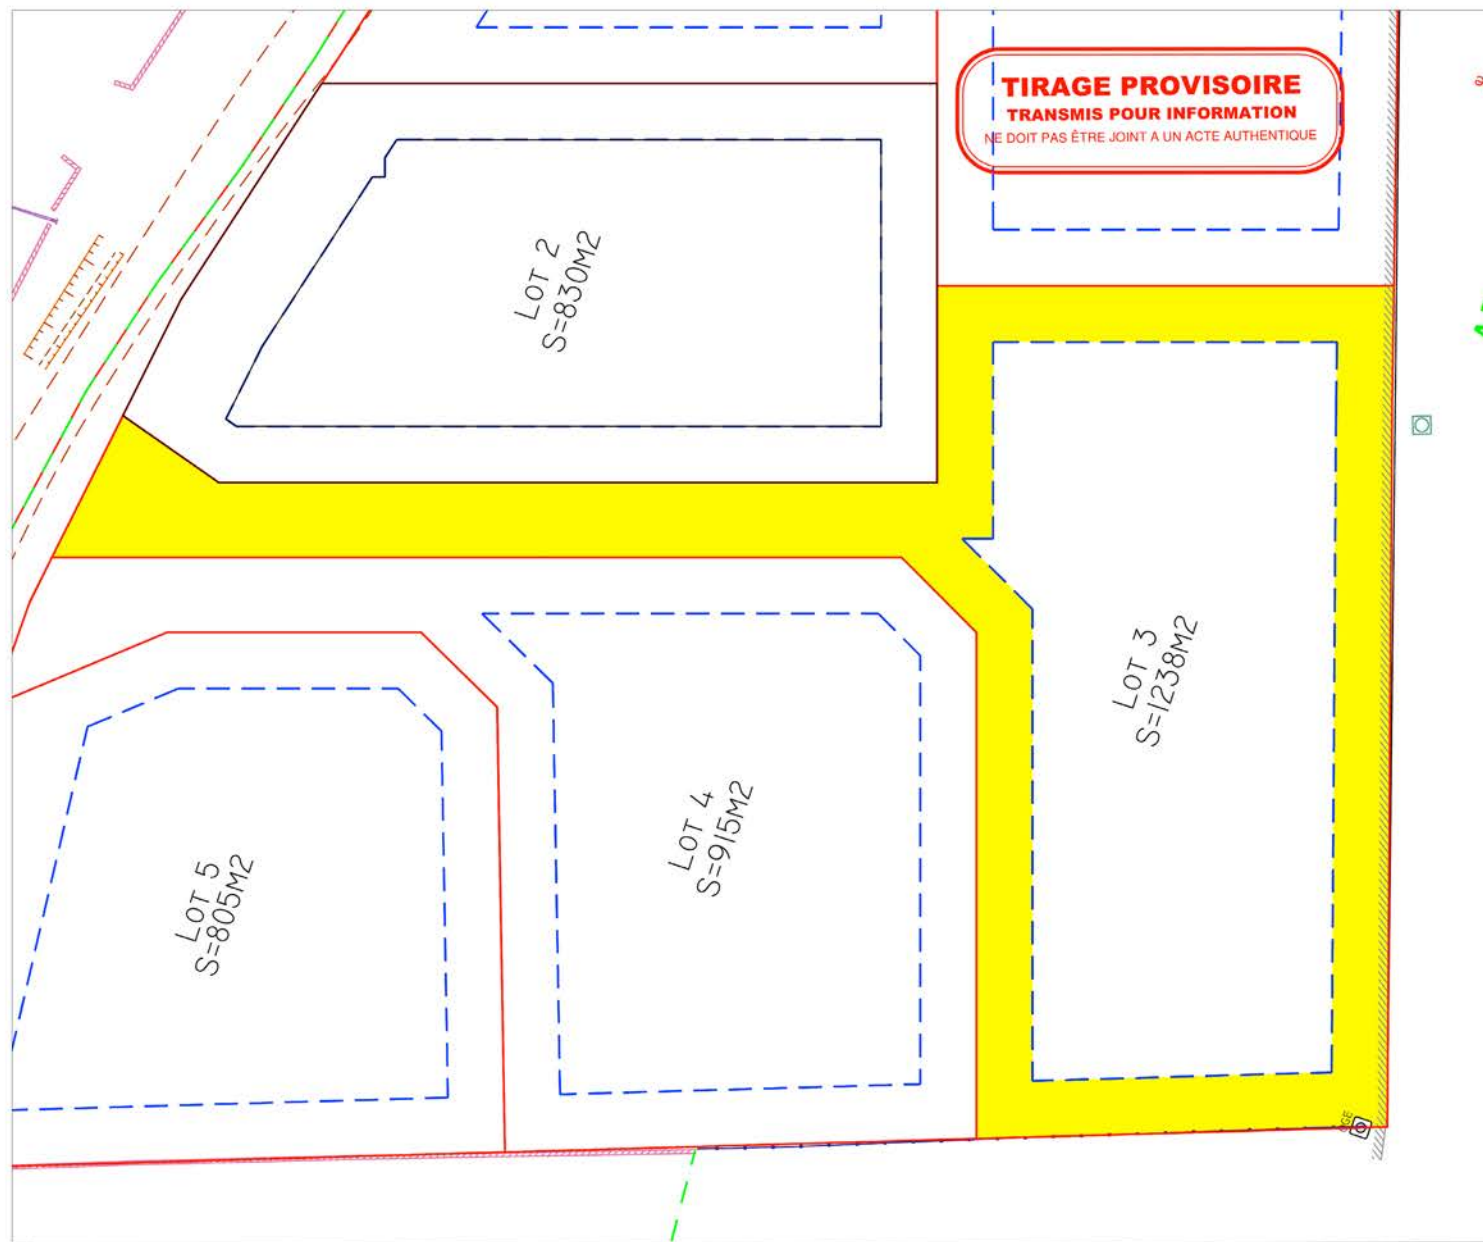 TIRAGE PROVISOIRE
TRANSMIS POUR INFORMATION
NE DOIT PAS ÊTRE JOINT A UN ACTE AUTHENTIQUE
LOT 2
S=830M2
LOT 3
S=1238M2
LOT 4
S=915M2
LOT 5
S=805M2
OGE